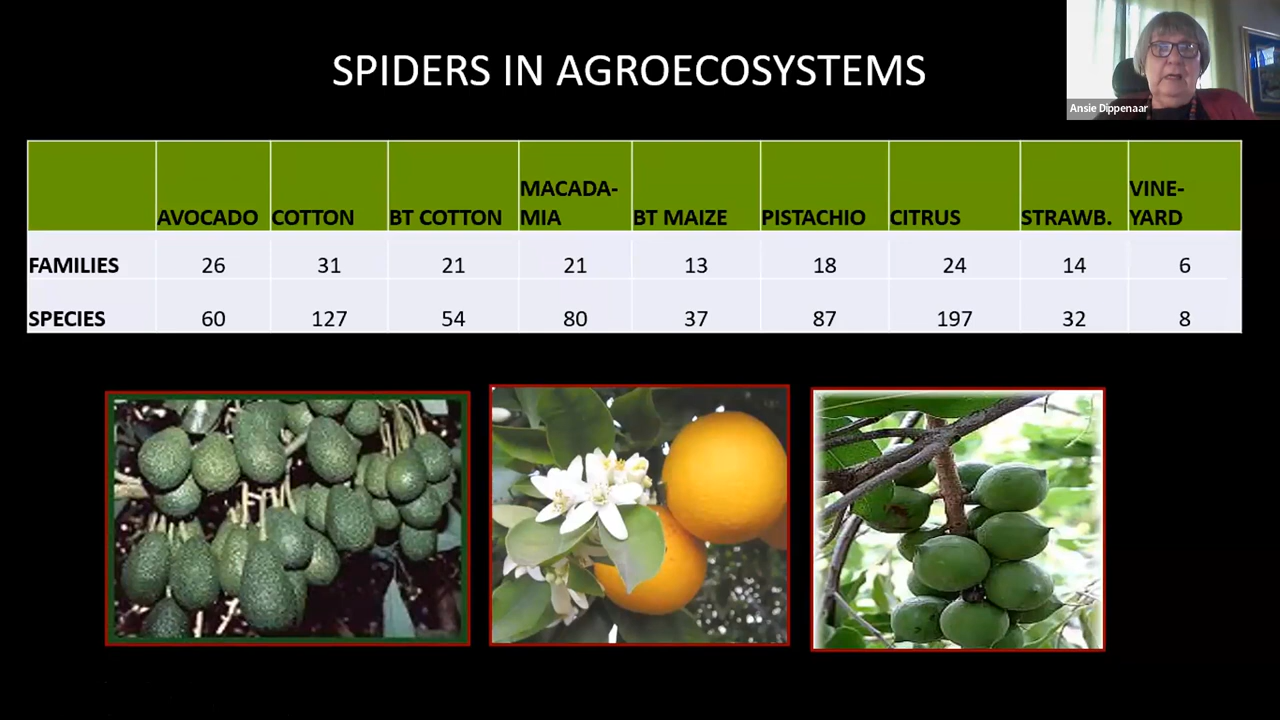 SPIDERS IN AGROECOSYSTEMS
Ansie Dippenaar
AVOCADO COTTON BT COTTON MACADA-MIA BT MAIZE PISTACHIO CITRUS STRAWB. VINE-YARD
FAMILIES 26 31 21 21 13 18 24 14 6
SPECIES 60 127 54 80 37 87 197 32 8